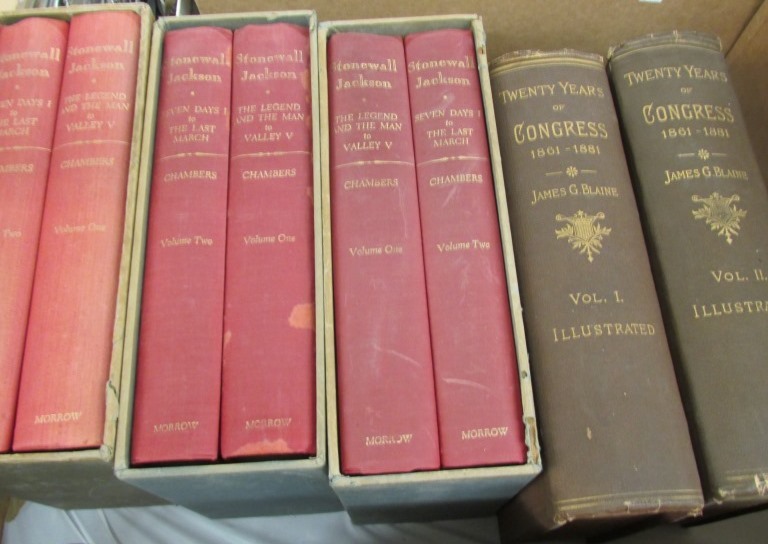 Stonewall
Jackson
SEVEN DAYS I
to
THE LAST
MARCH
CHAMBERS
Two
Stonewall
Jackson
THE LEGEND
AND THE MAN
to
VALLEY V
CHAMBERS
Volume One
MORROW
Stonewall
Jackson
SEVEN DAYS I
to
THE LAST
MARCH
CHAMBERS
Volume Two
MORROW
Stonewall
Jackson
THE LEGEND
AND THE MAN
to
VALLEY V
CHAMBERS
Volume One
MORROW
Stonewall
Jackson
THE LEGEND
AND THE MAN
to
VALLEY V
CHAMBERS
Volume One
MORROW
Stonewall
Jackson
SEVEN DAYS I
to
THE LAST
MARCH
CHAMBERS
Volume Two
MORROW
TWENTY YEARS
OF
CONGRESS
1861-1881
JAMES G. BLAINE
VOL. I.
ILLUSTRATED
TWENTY YEARS
OF
CONGRESS
1861-1881
JAMES G. BLAINE
VOL. II.
ILLUSTRA